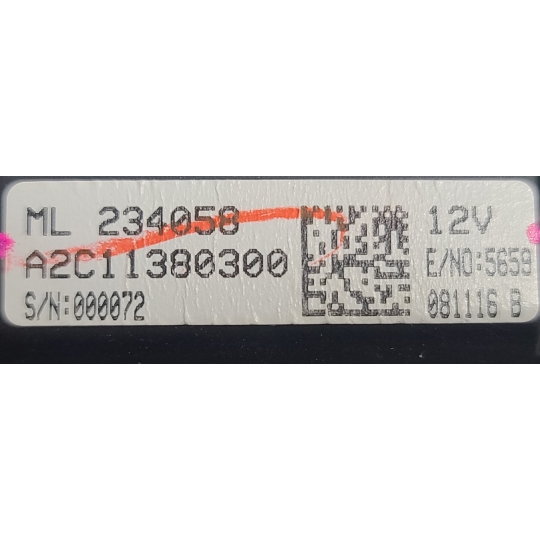 ML 234058
A2C11380300
S/N:000072
12V
E/NO:5659
081116 B